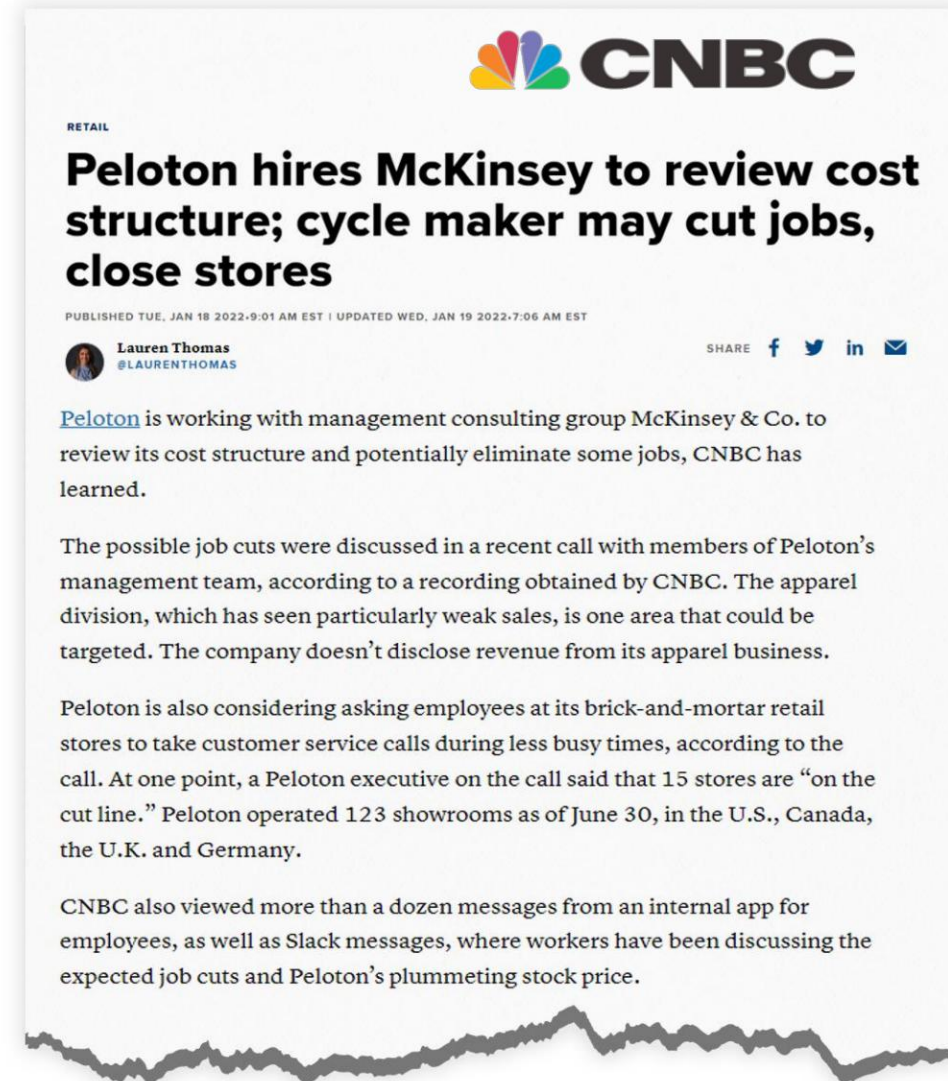 CNBC
RETAIL
Peloton hires McKinsey to review cost
structure; cycle maker may cut jobs,
close stores
PUBLISHED TUE, JAN 18 2022•9:01 AM EST | UPDATED WED, JAN 19 2022•7:06 AM EST
Lauren Thomas
@LAURENTHOMAS
SHARE f in
Peloton is working with management consulting group McKinsey & Co. to
review its cost structure and potentially eliminate some jobs, CNBC has
learned.
The possible job cuts were discussed in a recent call with members of Peloton’s
management team, according to a recording obtained by CNBC. The apparel
division, which has seen particularly weak sales, is one area that could be
targeted. The company doesn’t disclose revenue from its apparel business.
Peloton is also considering asking employees at its brick-and-mortar retail
stores to take customer service calls during less busy times, according to the
call. At one point, a Peloton executive on the call said that 15 stores are “on the
cut line.” Peloton operated 123 showrooms as of June 30, in the U.S., Canada,
the U.K. and Germany.
CNBC also viewed more than a dozen messages from an internal app for
employees, as well as Slack messages, where workers have been discussing the
expected job cuts and Peloton’s plummeting stock price.